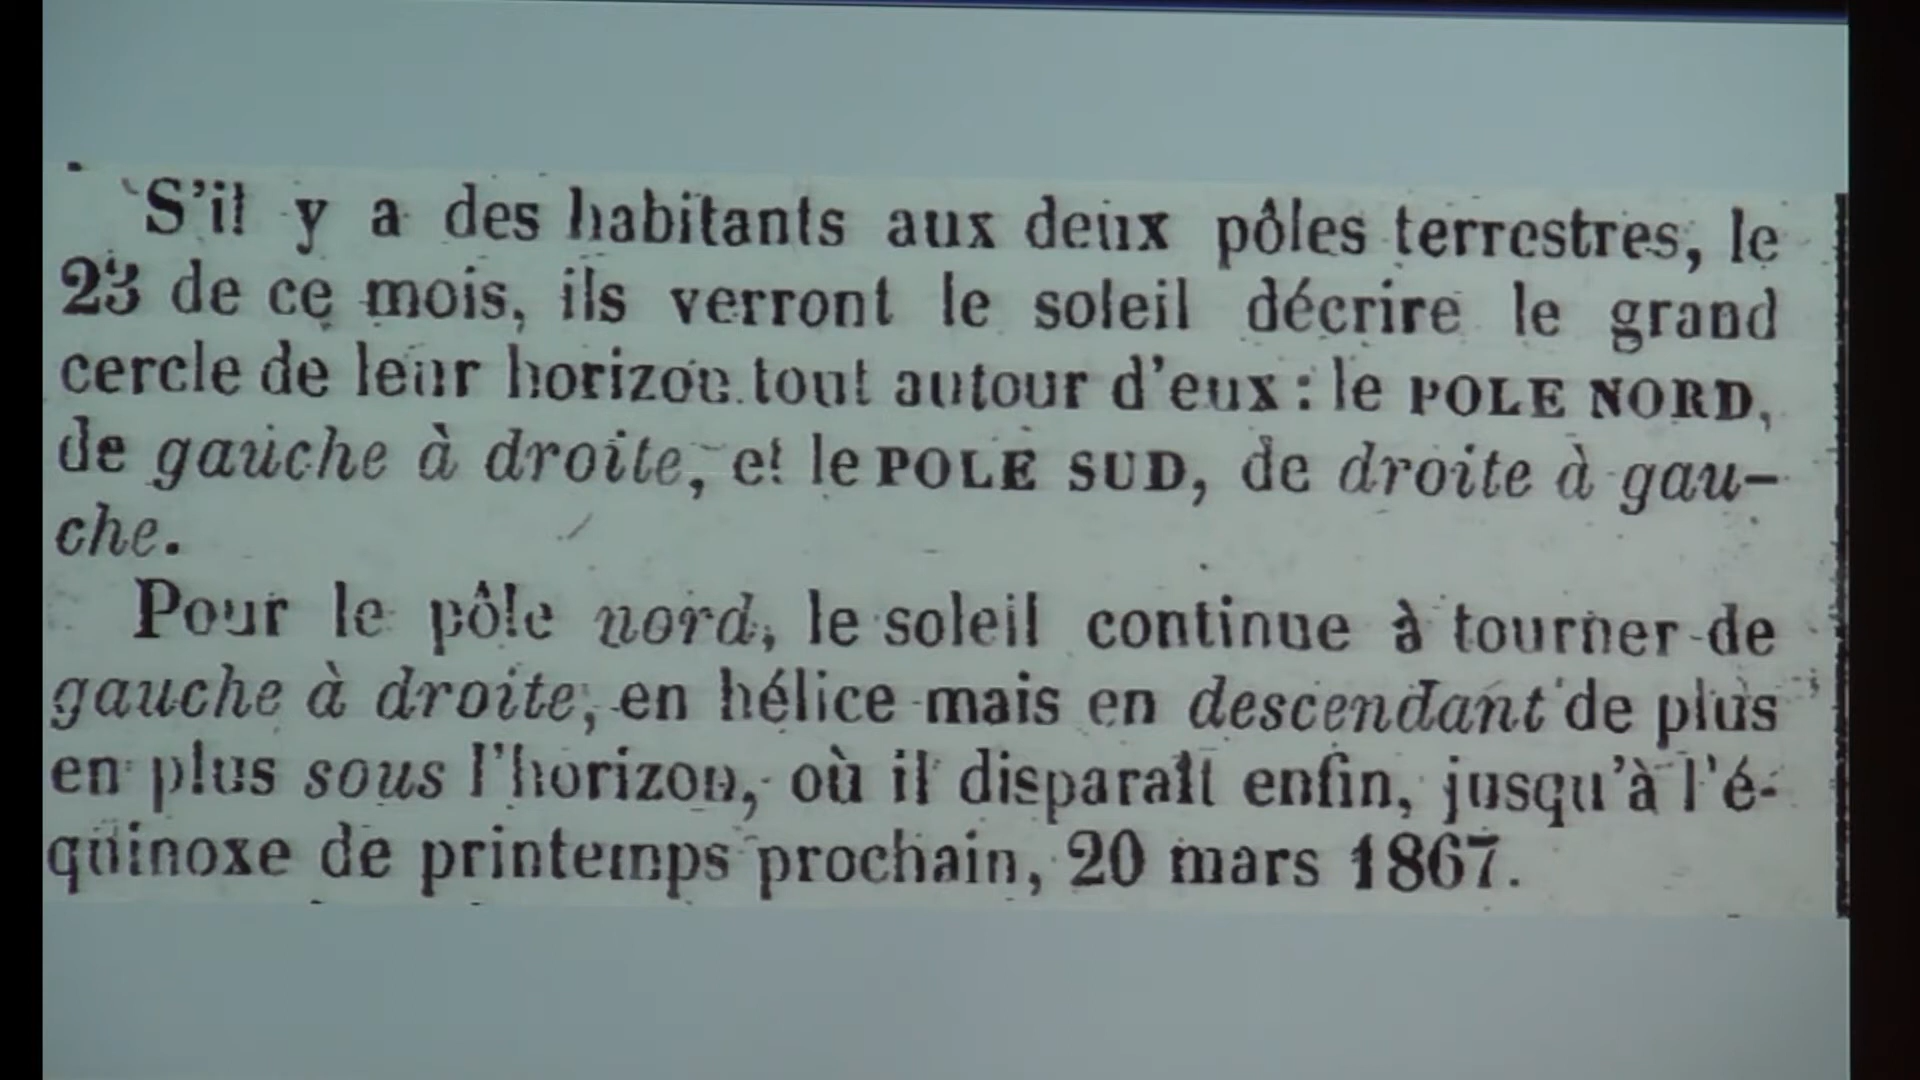 S'il y a des habitants aux deux pôles terrestres, le
23 de ce mois, ils verront le soleil décrire le grand
cercle de leur horizon tout autour d'eux : le POLE NORD,
de gauche à droite, et le POLE SUD, de droite à gau-
che.
Pour le pôle nord, le soleil continue à tourner de
gauche à droite, en hélice mais en descendant de plus
en plus sous l'horizon, où il disparaît enfin, jusqu'à l'é-
quinoxe de printemps prochain, 20 mars 1867.